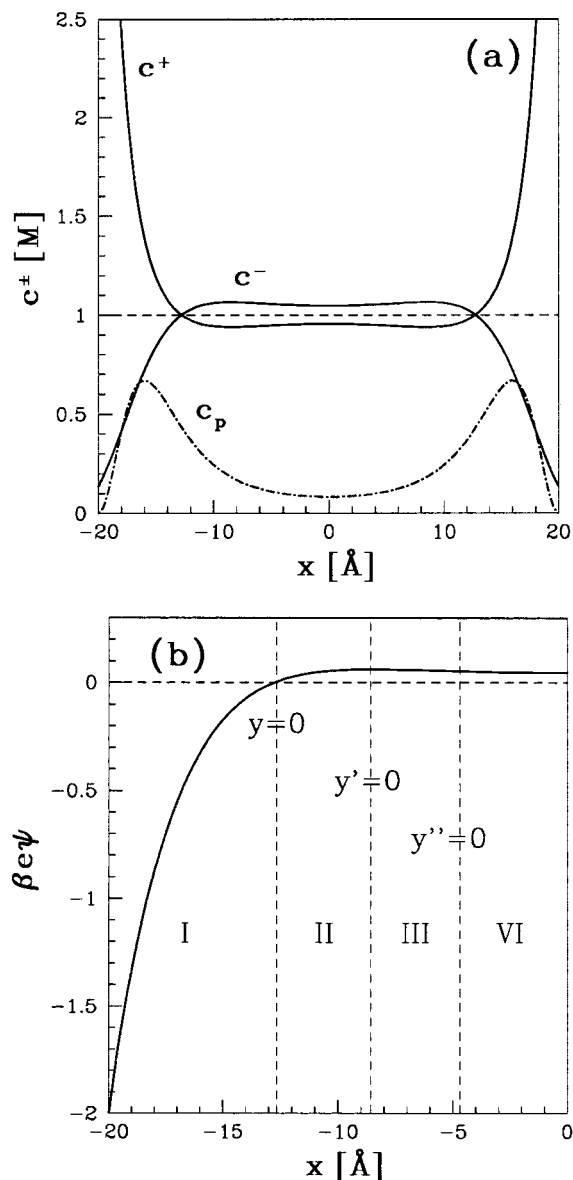 2.5
(a)
c⁺
2
1.5
c⁻
1
0.5
c_p
0
c^± [M]
-20
-10
0
10
20
x [Å]
(b)
0
y=0
y'=0
-0.5
y''=0
-1
I
II
III
VI
-1.5
-2
βeψ
-20
-15
-10
-5
0
x [Å]